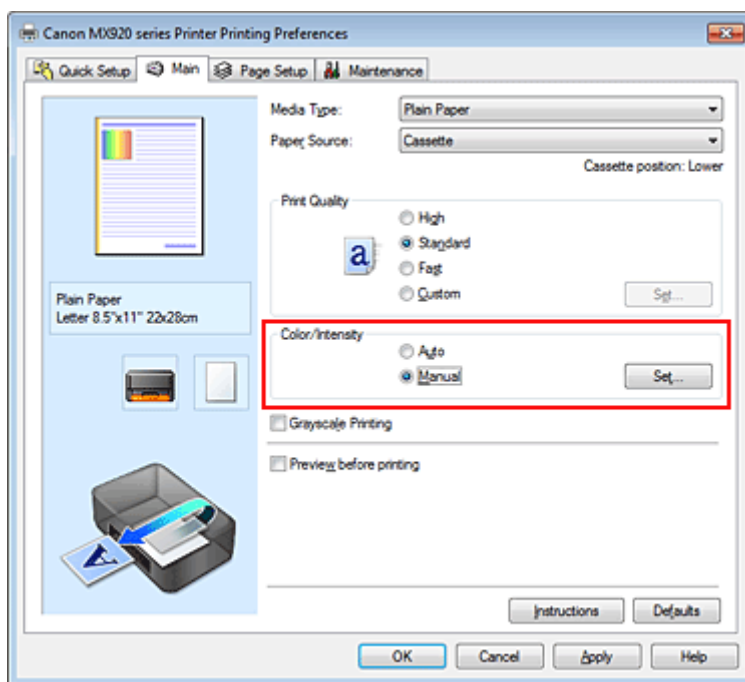 Canon MX920 series Printer Printing Preferences
Quick Setup Main Page Setup Maintenance
Media Type: Plain Paper
Paper Source: Cassette
Cassette position: Lower
Print Quality
High
Standard
Fast
Custom Set...
Plain Paper
Letter 8.5"x11" 22x28cm
Color/Intensity
Auto
Manual Set...
Grayscale Printing
Preview before printing
Instructions Defaults
OK Cancel Apply Help